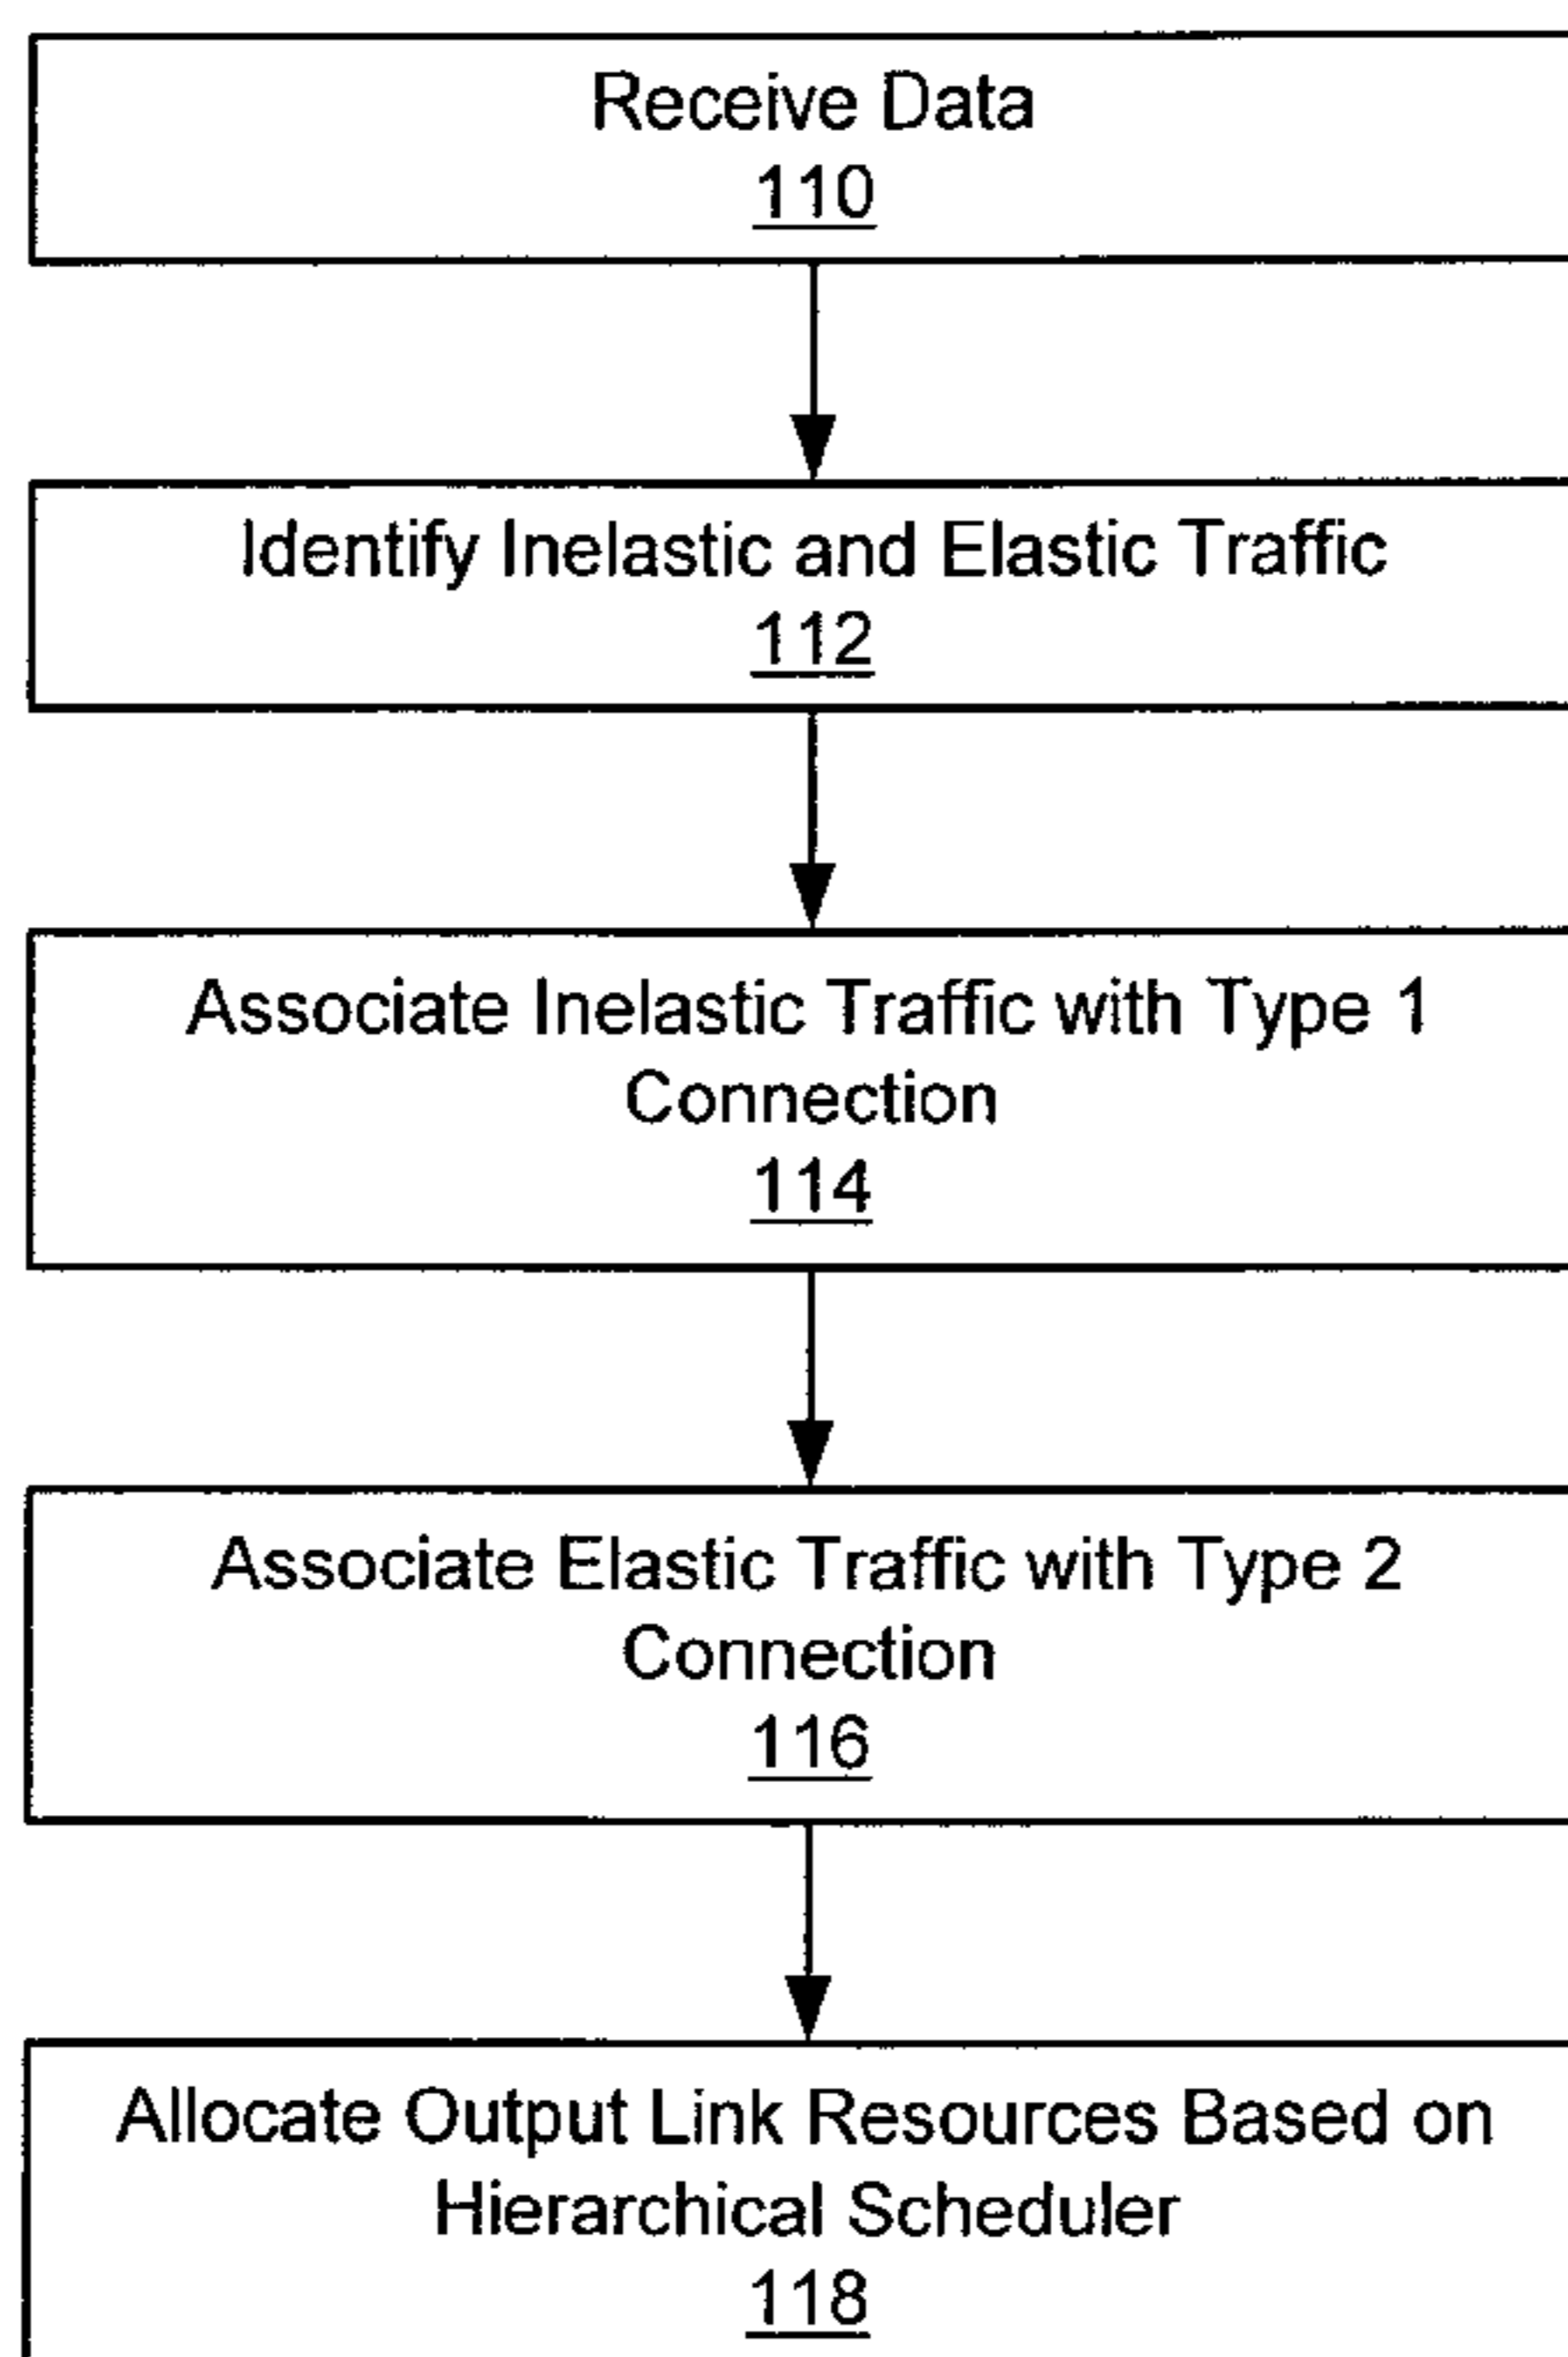 Receive Data
110
Identify Inelastic and Elastic Traffic
112
Associate Inelastic Traffic with Type 1
Connection
114
Associate Elastic Traffic with Type 2
Connection
116
Allocate Output Link Resources Based on
Hierarchical Scheduler
118